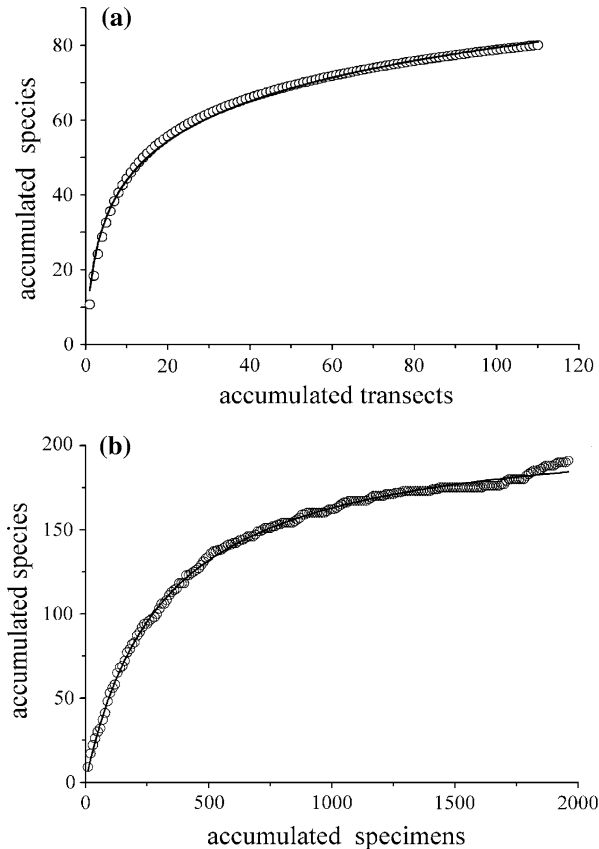 (a)
80
60
40
20
0
accumulated species
0 20 40 60 80 100 120
accumulated transects
(b)
200
150
100
50
0
accumulated species
0 500 1000 1500 2000
accumulated specimens